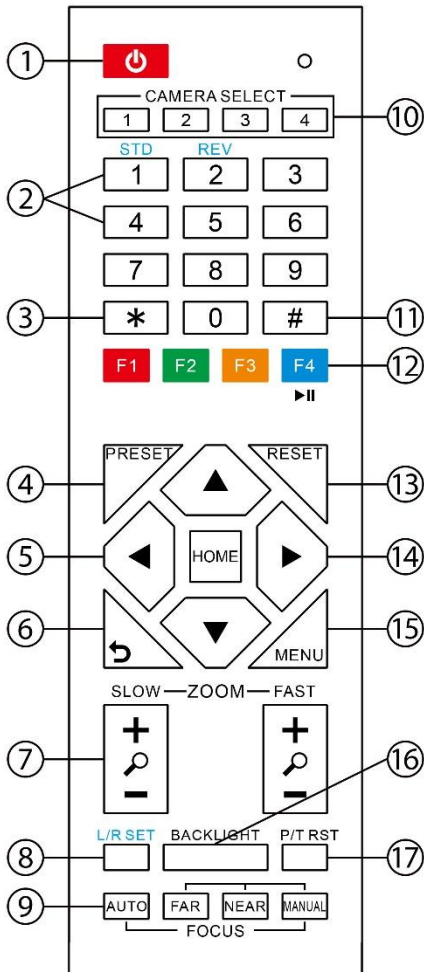 ①
CAMERA SELECT
1 2 3 4 ⑩
STD REV
② 1 2 3
4 5 6
7 8 9
③ * 0 # ⑪
F1 F2 F3 F4 ⑫
④ PRESET RESET ⑬
⑤ HOME ⑭
⑥ MENU ⑮
SLOW ZOOM FAST
⑦ + + ⑯
− −
L/R SET BACKLIGHT P/T RST
⑧ ⑰
⑨ AUTO FAR NEAR MANUAL
FOCUS